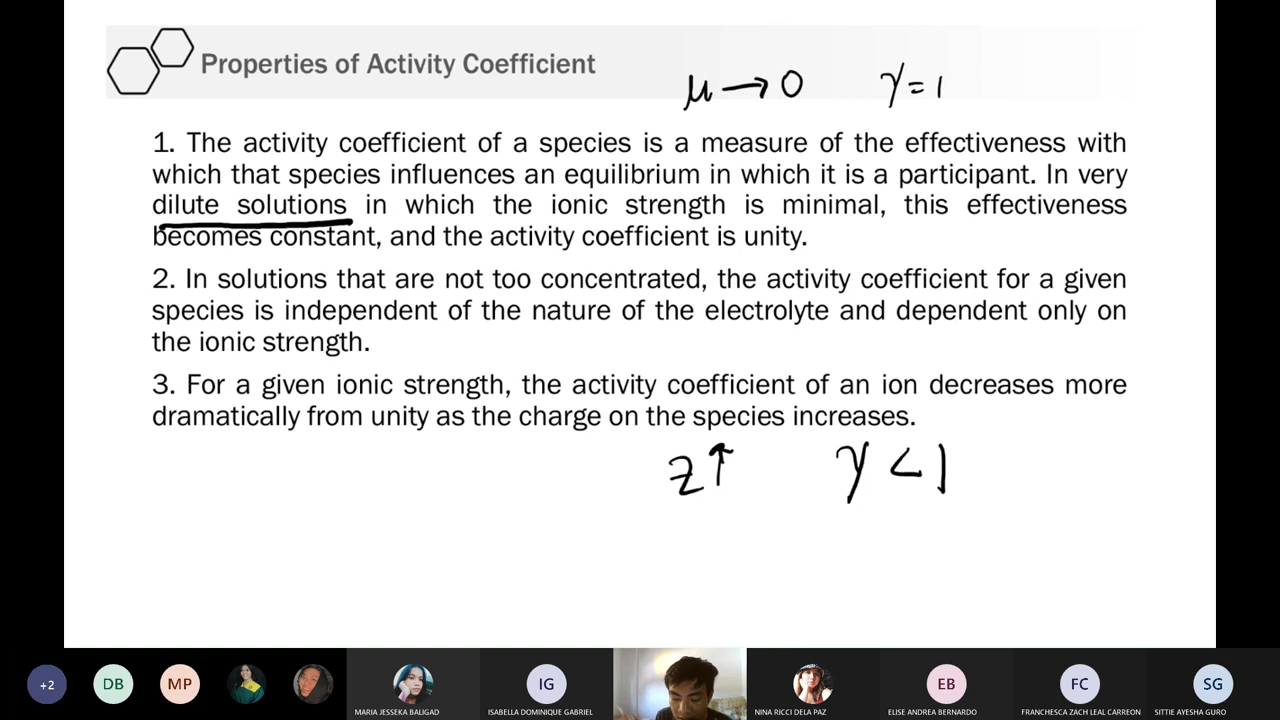 Properties of Activity Coefficient
μ → 0 γ = 1
1. The activity coefficient of a species is a measure of the effectiveness with
which that species influences an equilibrium in which it is a participant. In very
dilute solutions in which the ionic strength is minimal, this effectiveness
becomes constant, and the activity coefficient is unity.
2. In solutions that are not too concentrated, the activity coefficient for a given
species is independent of the nature of the electrolyte and dependent only on
the ionic strength.
3. For a given ionic strength, the activity coefficient of an ion decreases more
dramatically from unity as the charge on the species increases.
z↑ γ < 1
+2 DB MP IG EB FC SG
MARIA JESSEKA BALIGAD ISABELLA DOMINIQUE GABRIEL NINA RICCI DELA PAZ ELISE ANDREA BERNARDO FRANCHESCA ZACH LEAL CARREON SITTIE AYESHA GURO